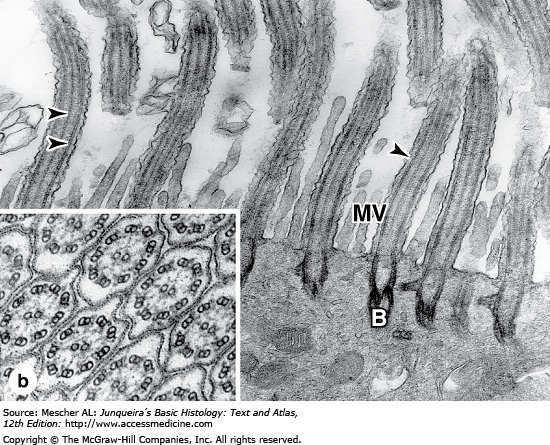 MV
B
b
Source: Mescher AL: Junqueira´s Basic Histology: Text and Atlas,
12th Edition: http://www.accessmedicine.com
Copyright © The McGraw-Hill Companies, Inc. All rights reserved.